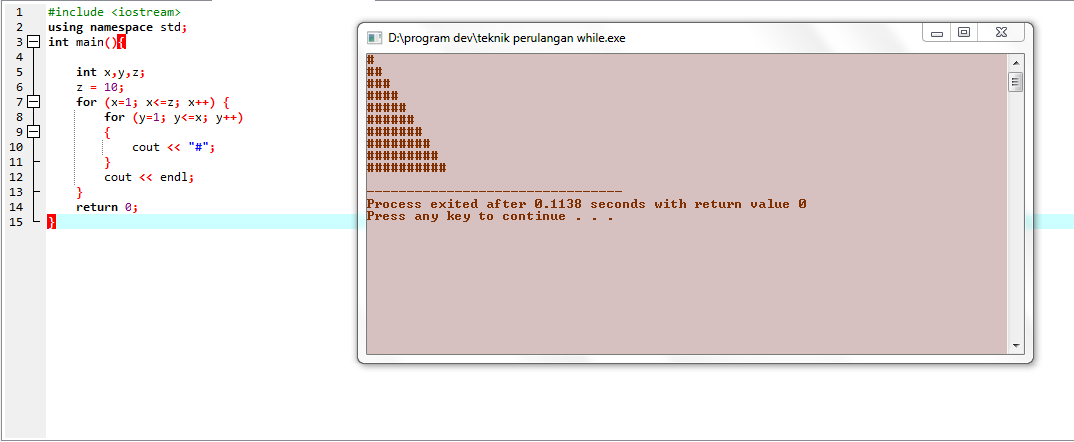 1 #include <iostream>
2 using namespace std;
3 int main(){
4
5 int x,y,z;
6 z = 10;
7 for (x=1; x<=z; x++) {
8 for (y=1; y<=x; y++)
9 {
10 cout << "#";
11 }
12 cout << endl;
13 }
14 return 0;
15 }
D:\program dev\teknik perulangan while.exe
#
##
###
####
#####
######
#######
########
#########
##########
--------------------------------
Process exited after 0.1138 seconds with return value 0
Press any key to continue . . .